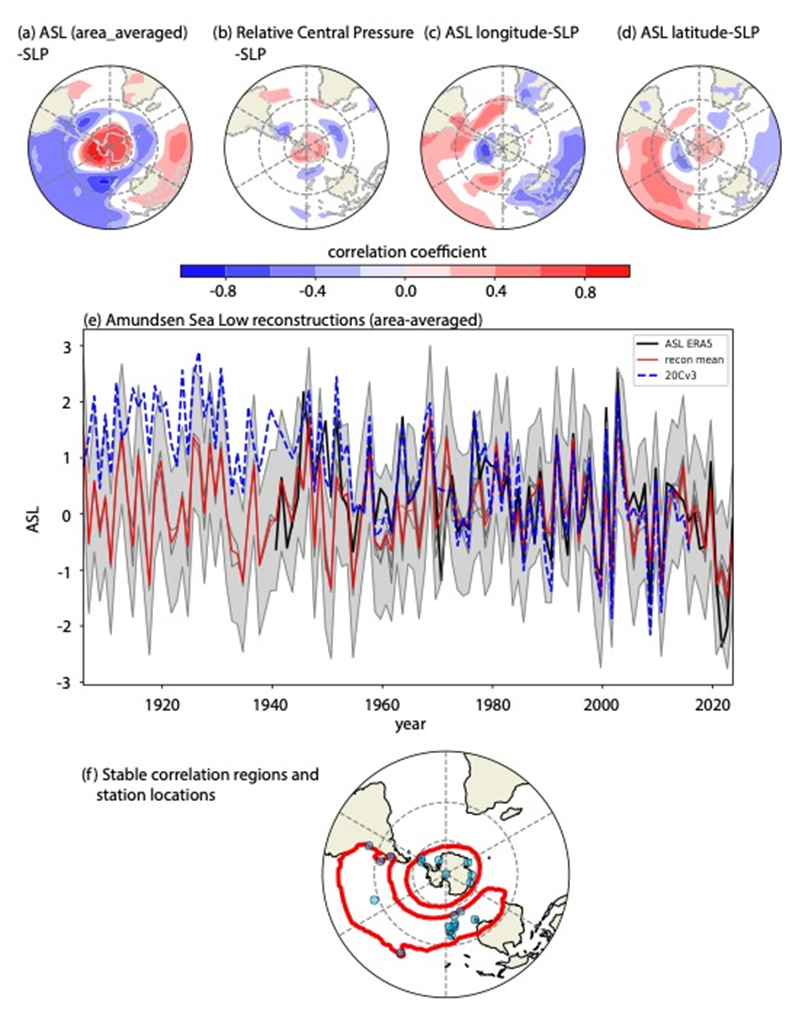 (a) ASL (area_averaged)
-SLP
(b) Relative Central Pressure
-SLP
(c) ASL longitude-SLP
(d) ASL latitude-SLP
correlation coefficient
-0.8 -0.4 0.0 0.4 0.8
(e) Amundsen Sea Low reconstructions (area-averaged)
ASL ERA5
recon mean
20Cv3
3
2
1
0
-1
-2
-3
ASL
1920 1940 1960 1980 2000 2020
year
(f) Stable correlation regions and
station locations